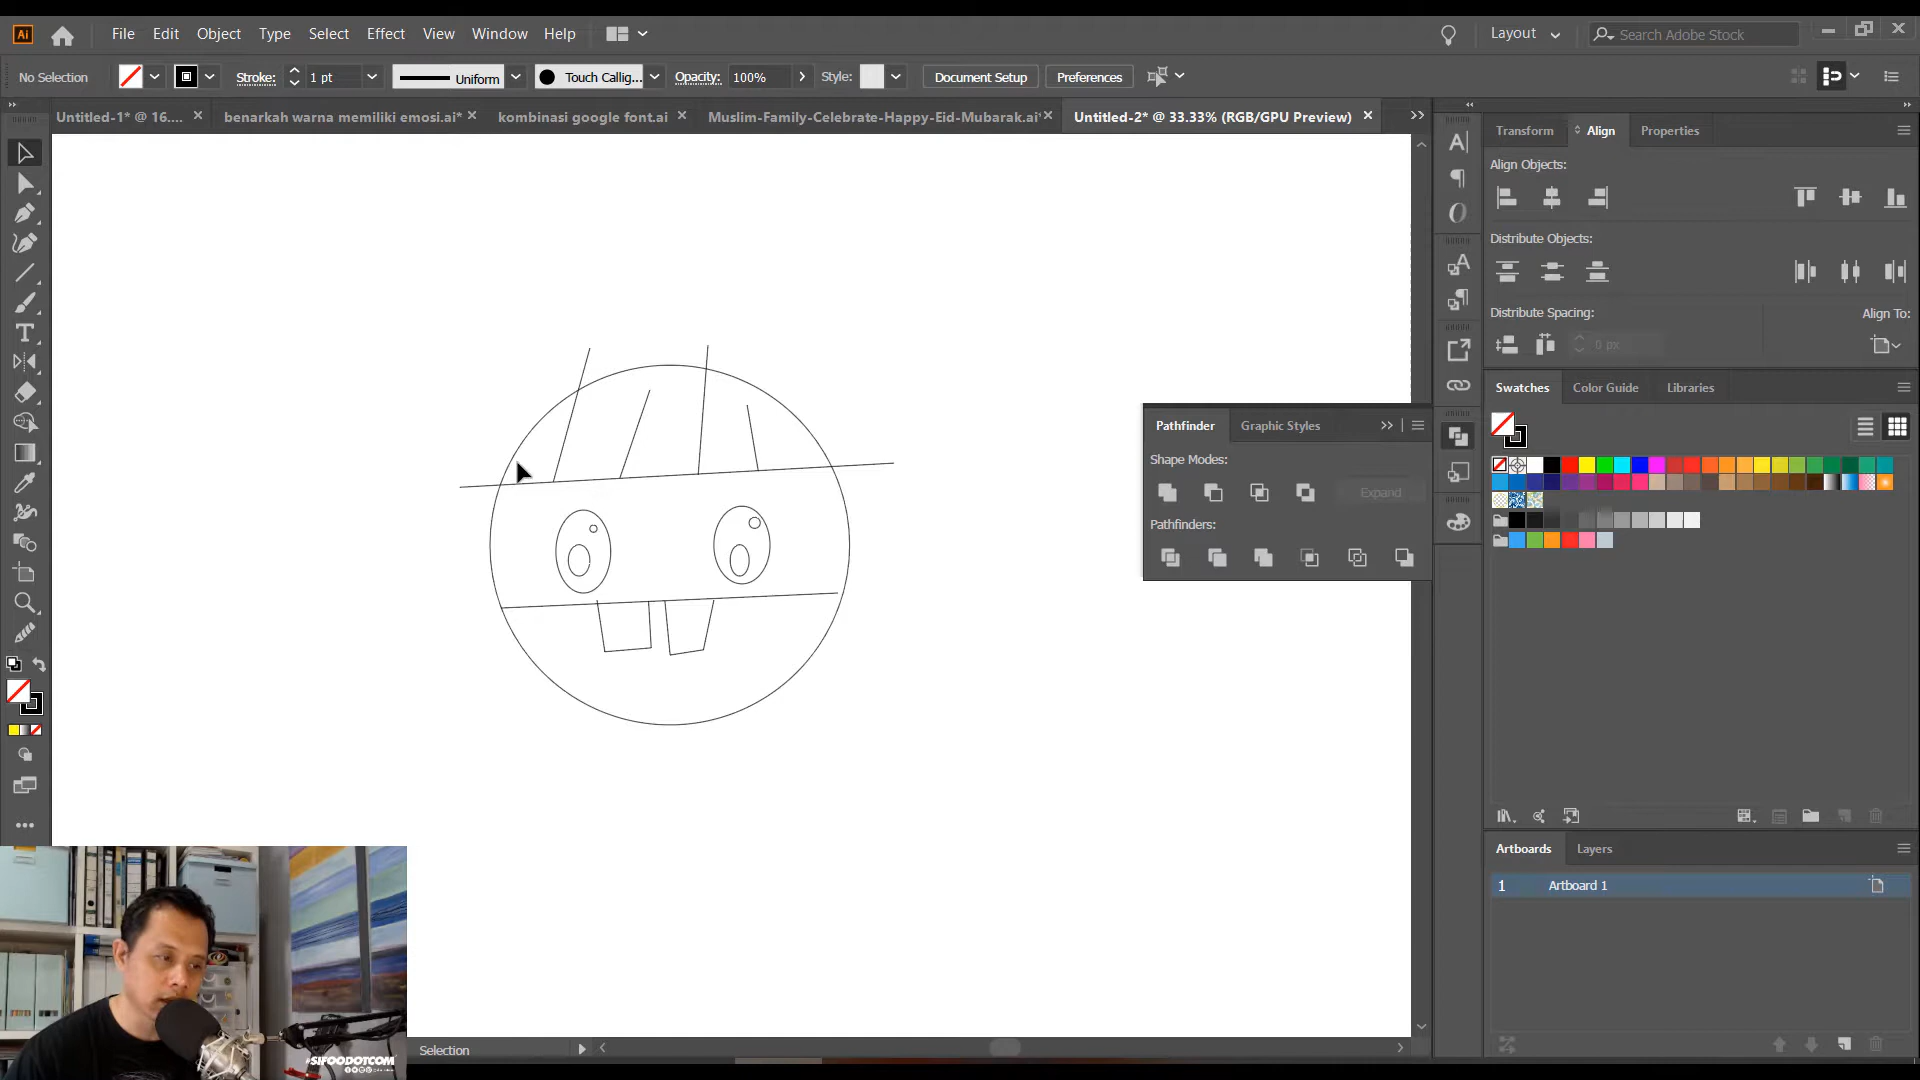 Ai File Edit Object Type Select Effect View Window Help Layout Search Adobe Stock
No Selection Stroke: 1 pt Uniform Touch Callig... Opacity: 100% Style: Document Setup Preferences
Untitled-1* @ 16.... benarkah warna memiliki emosi.ai* kombinasi google font.ai Muslim-Family-Celebrate-Happy-Eid-Mubarak.ai* Untitled-2* @ 33.33% (RGB/GPU Preview)
Transform Align Properties
Align Objects:
Distribute Objects:
Distribute Spacing: Align To:
0 px
Swatches Color Guide Libraries
Pathfinder Graphic Styles
Shape Modes:
Expand
Pathfinders:
Artboards Layers
1 Artboard 1
Selection
#SIFOODOTCOM